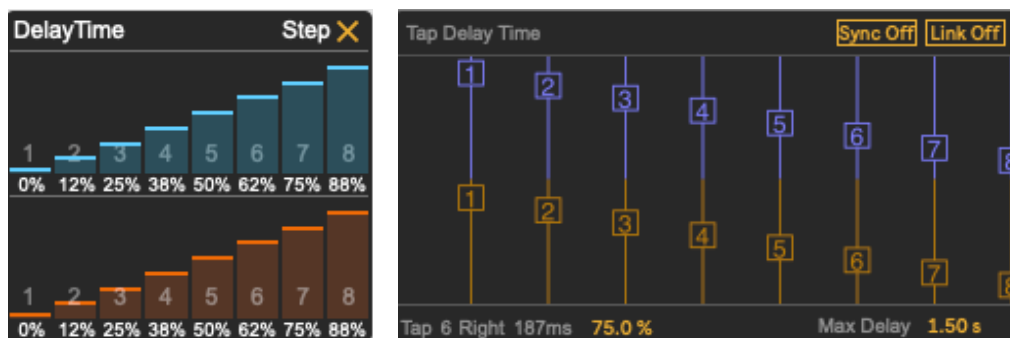 DelayTime Step
1 2 3 4 5 6 7 8
0% 12% 25% 38% 50% 62% 75% 88%
1 2 3 4 5 6 7 8
0% 12% 25% 38% 50% 62% 75% 88%
Tap Delay Time Sync Off Link Off
1 2 3 4 5 6 7 8
1 2 3 4 5 6 7 8
Tap 6 Right 187ms 75.0 % Max Delay 1.50 s